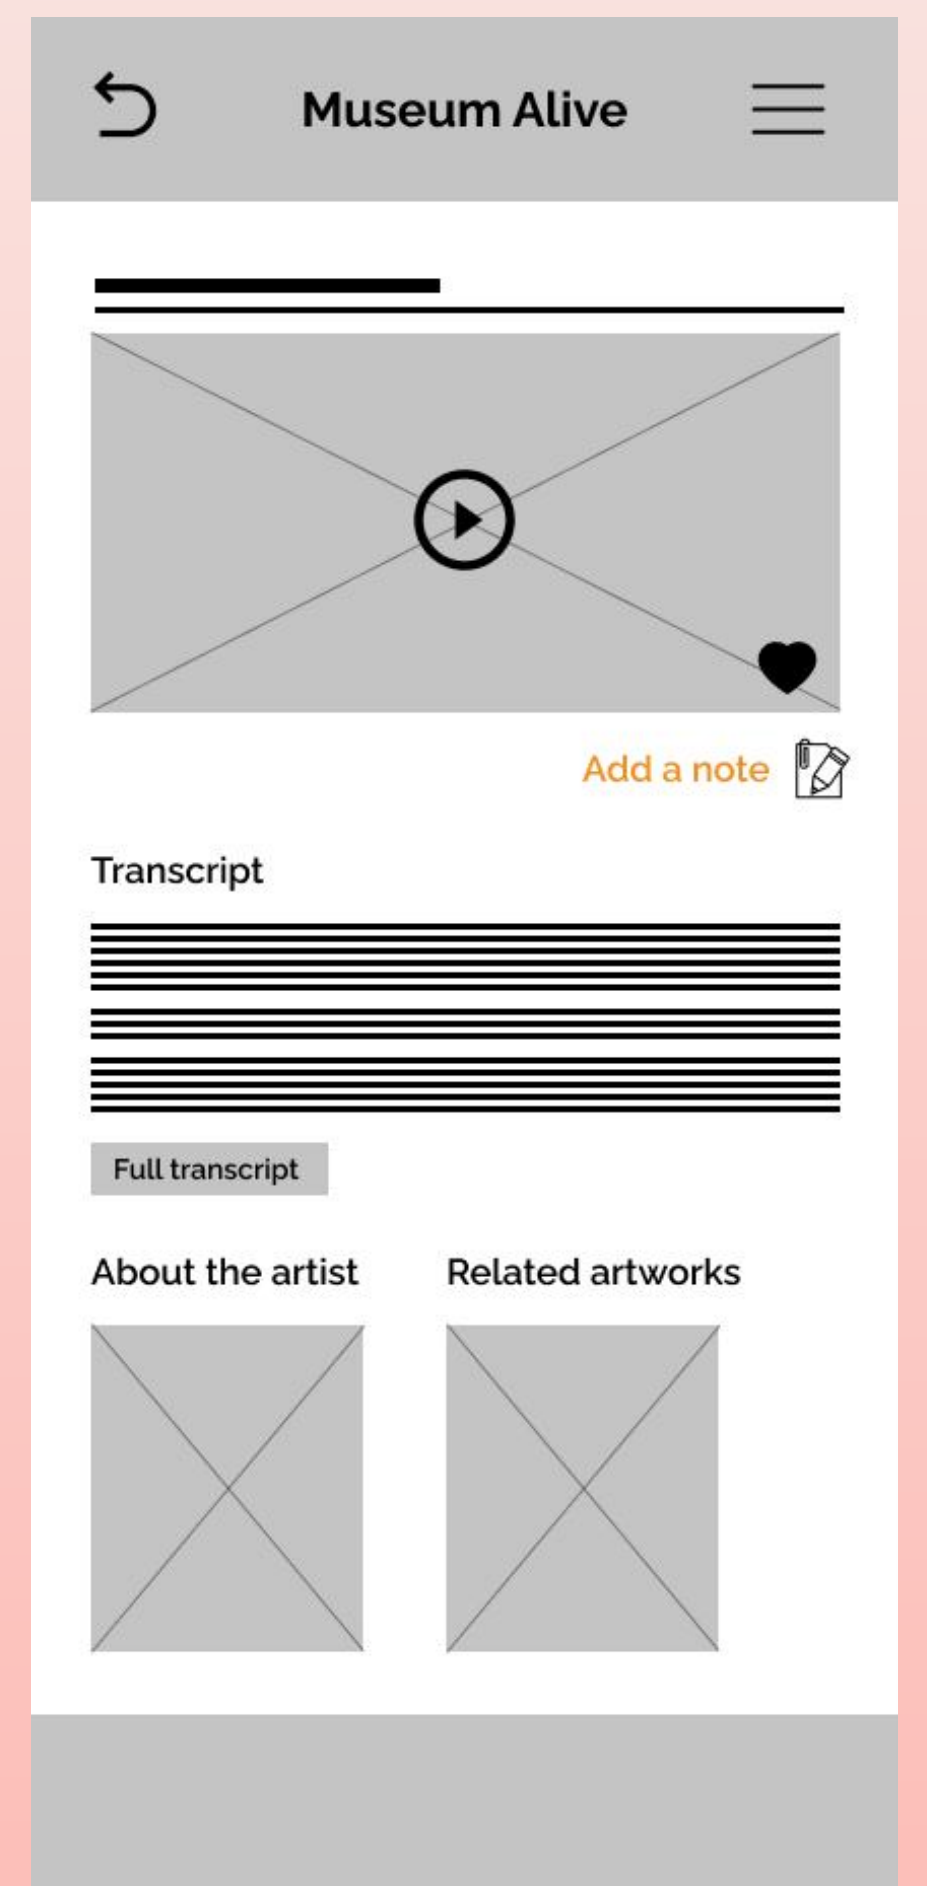 Museum Alive
Add a note
Transcript
Full transcript
About the artist
Related artworks